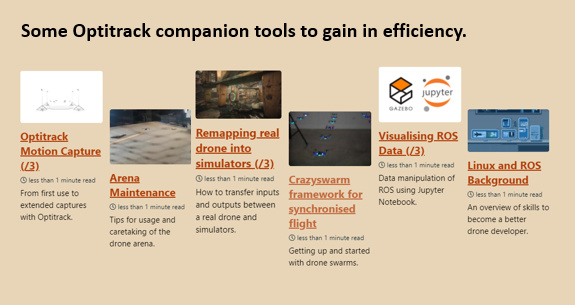 Some Optitrack companion tools to gain in efficiency.
Optitrack
Motion Capture
(/3)
less than 1 minute read
From first use to
extended captures
with Optitrack.
Arena
Maintenance
less than 1 minute read
Tips for usage and
caretaking of the
drone arena.
Remapping real
drone into
simulators (/3)
less than 1 minute read
How to transfer inputs
and outputs between
a real drone and
simulators.
Crazyswarm
framework for
synchronised
flight
less than 1 minute read
Getting up and started
with drone swarms.
GAZEBO
jupyter
Visualising ROS
Data (/3)
less than 1 minute read
Data manipulation of
ROS using Jupyter
Notebook.
Linux and ROS
Background
less than 1 minute read
An overview of skills to
become a better
drone developer.